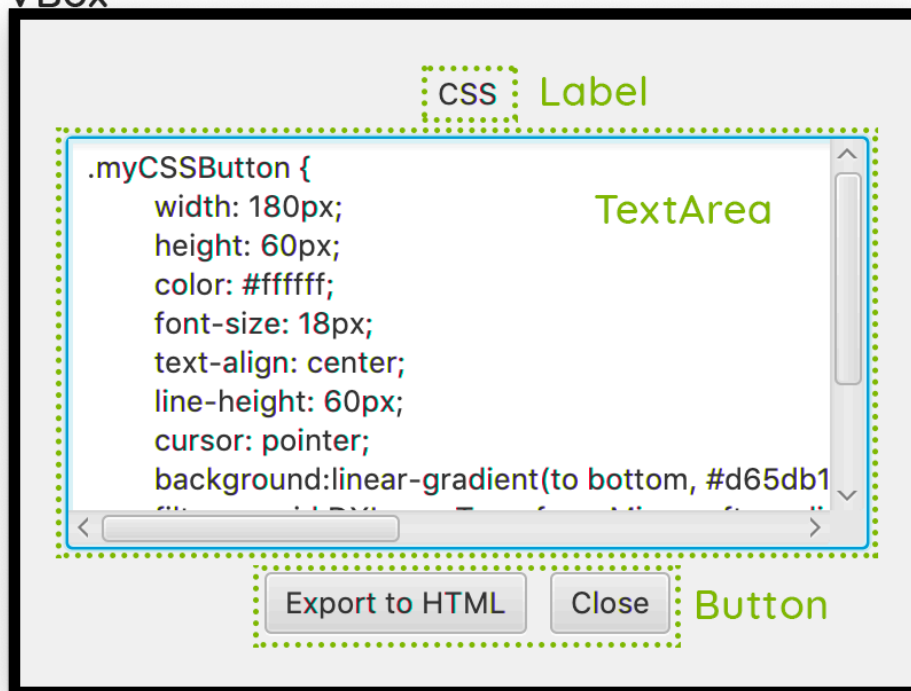 VBox
CSS Label
.myCSSButton {
width: 180px;
TextArea
height: 60px;
color: #ffffff;
font-size: 18px;
text-align: center;
line-height: 60px;
cursor: pointer;
background:linear-gradient(to bottom, #d65db1
Export to HTML Close Button